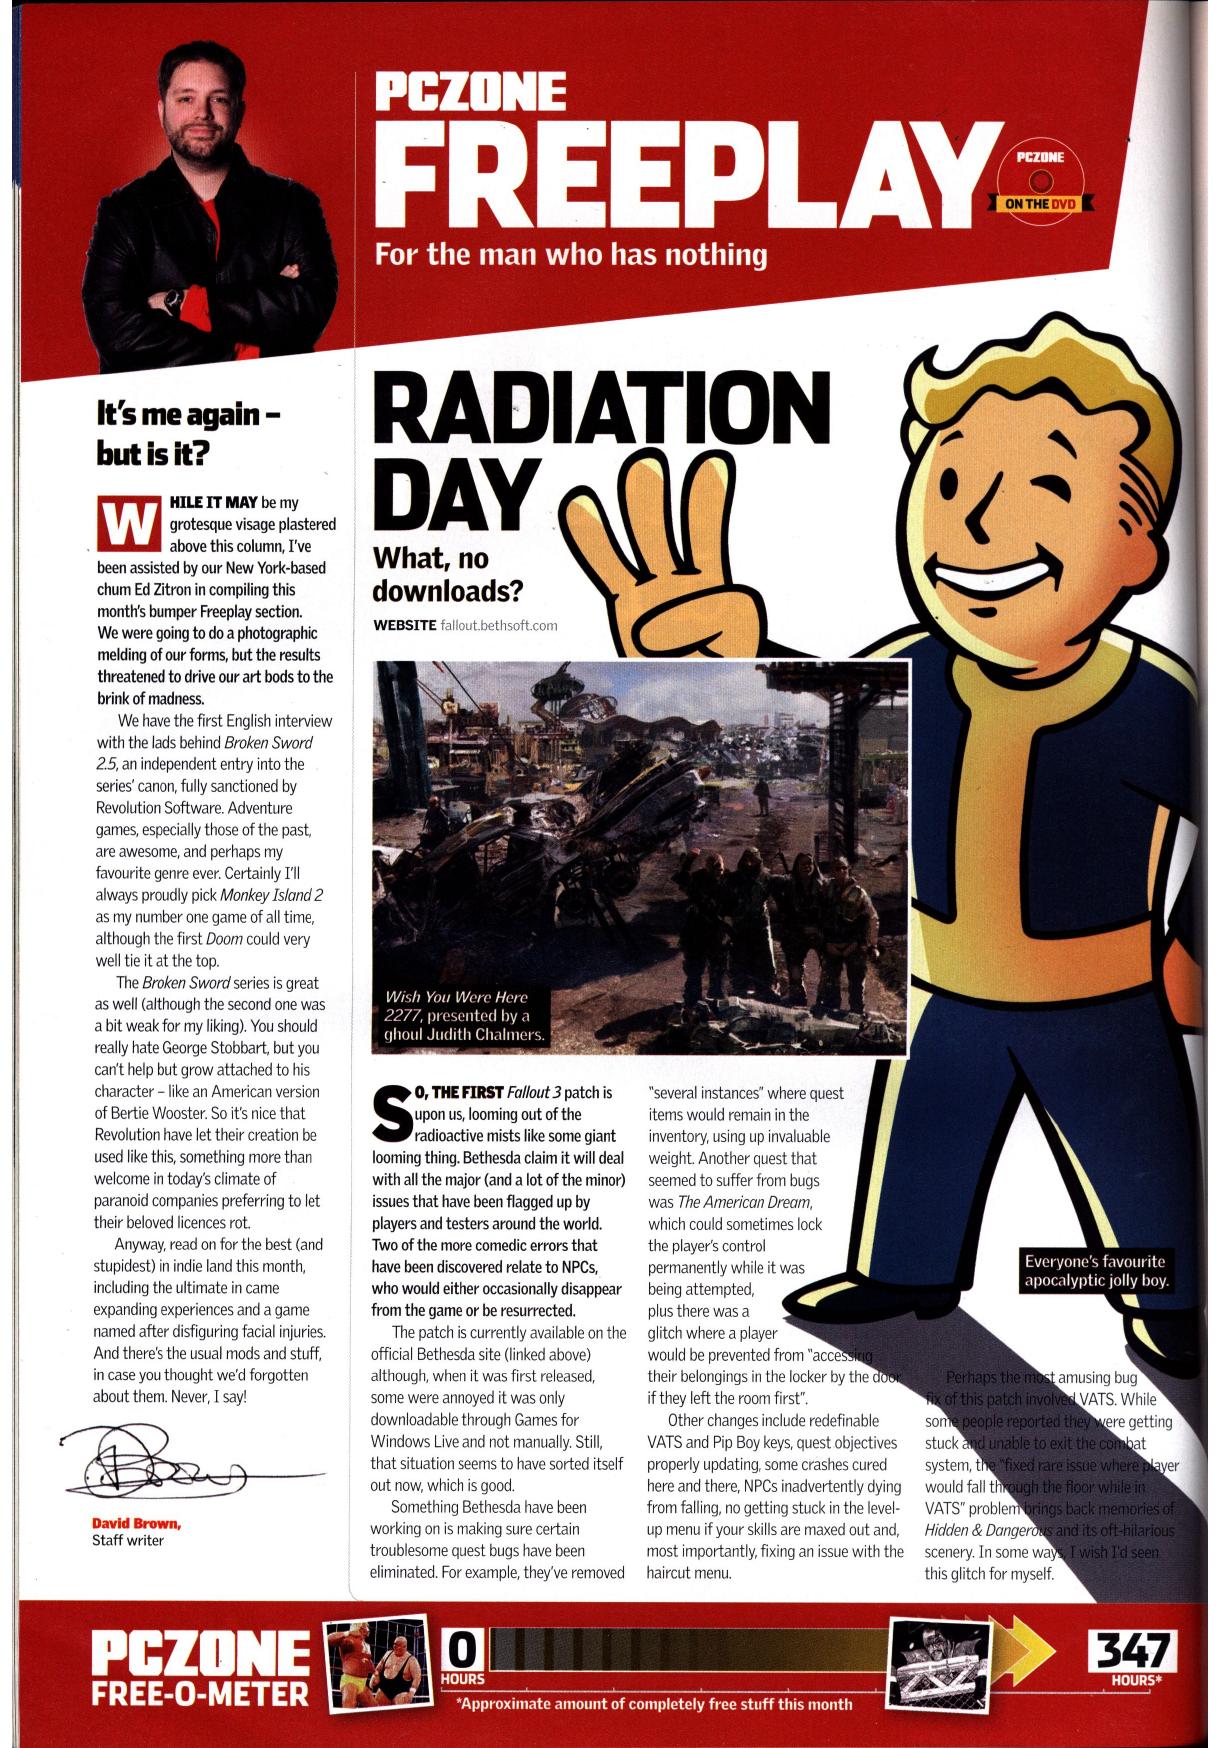 PCZONE
FREEPLAY
For the man who has nothing
PCZONE
ON THE DVD
It's me again –
but is it?
WHILE IT MAY be my
grotesque visage plastered
above this column, I've
been assisted by our New York-based
chum Ed Zitron in compiling this
month's bumper Freeplay section.
We were going to do a photographic
melding of our forms, but the results
threatened to drive our art bods to the
brink of madness.
We have the first English interview
with the lads behind Broken Sword
2.5, an independent entry into the
series' canon, fully sanctioned by
Revolution Software. Adventure
games, especially those of the past,
are awesome, and perhaps my
favourite genre ever. Certainly I'll
always proudly pick Monkey Island 2
as my number one game of all time,
although the first Doom could very
well tie it at the top.
The Broken Sword series is great
as well (although the second one was
a bit weak for my liking). You should
really hate George Stobbart, but you
can't help but grow attached to his
character – like an American version
of Bertie Wooster. So it's nice that
Revolution have let their creation be
used like this, something more than
welcome in today's climate of
paranoid companies preferring to let
their beloved licences rot.
Anyway, read on for the best (and
stupidest) in indie land this month,
including the ultimate in came
expanding experiences and a game
named after disfiguring facial injuries.
And there's the usual mods and stuff,
in case you thought we'd forgotten
about them. Never, I say!
David Brown,
Staff writer
RADIATION
DAY
What, no
downloads?
WEBSITE fallout.bethsoft.com
Wish You Were Here
2277, presented by a
ghoul Judith Chalmers.
SO, THE FIRST Fallout 3 patch is
upon us, looming out of the
radioactive mists like some giant
looming thing. Bethesda claim it will deal
with all the major (and a lot of the minor)
issues that have been flagged up by
players and testers around the world.
Two of the more comedic errors that
have been discovered relate to NPCs,
who would either occasionally disappear
from the game or be resurrected.
The patch is currently available on the
official Bethesda site (linked above)
although, when it was first released,
some were annoyed it was only
downloadable through Games for
Windows Live and not manually. Still,
that situation seems to have sorted itself
out now, which is good.
Something Bethesda have been
working on is making sure certain
troublesome quest bugs have been
eliminated. For example, they've removed
"several instances" where quest
items would remain in the
inventory, using up invaluable
weight. Another quest that
seemed to suffer from bugs
was The American Dream,
which could sometimes lock
the player's control
permanently while it was
being attempted,
plus there was a
glitch where a player
would be prevented from "accessing
their belongings in the locker by the door
if they left the room first".
Other changes include redefinable
VATS and Pip Boy keys, quest objectives
properly updating, some crashes cured
here and there, NPCs inadvertently dying
from falling, no getting stuck in the level-
up menu if your skills are maxed out and,
most importantly, fixing an issue with the
haircut menu.
Everyone's favourite
apocalyptic jolly boy.
Perhaps the most amusing bug
fix of this patch involved VATS. While
some people reported they were getting
stuck and unable to exit the combat
system, the "fixed rare issue where player
would fall through the floor while in
VATS" problem brings back memories of
Hidden & Dangerous and its oft-hilarious
scenery. In some ways, I wish I'd seen
this glitch for myself.
PCZONE
FREE-O-METER
0
HOURS
347
HOURS*
*Approximate amount of completely free stuff this month